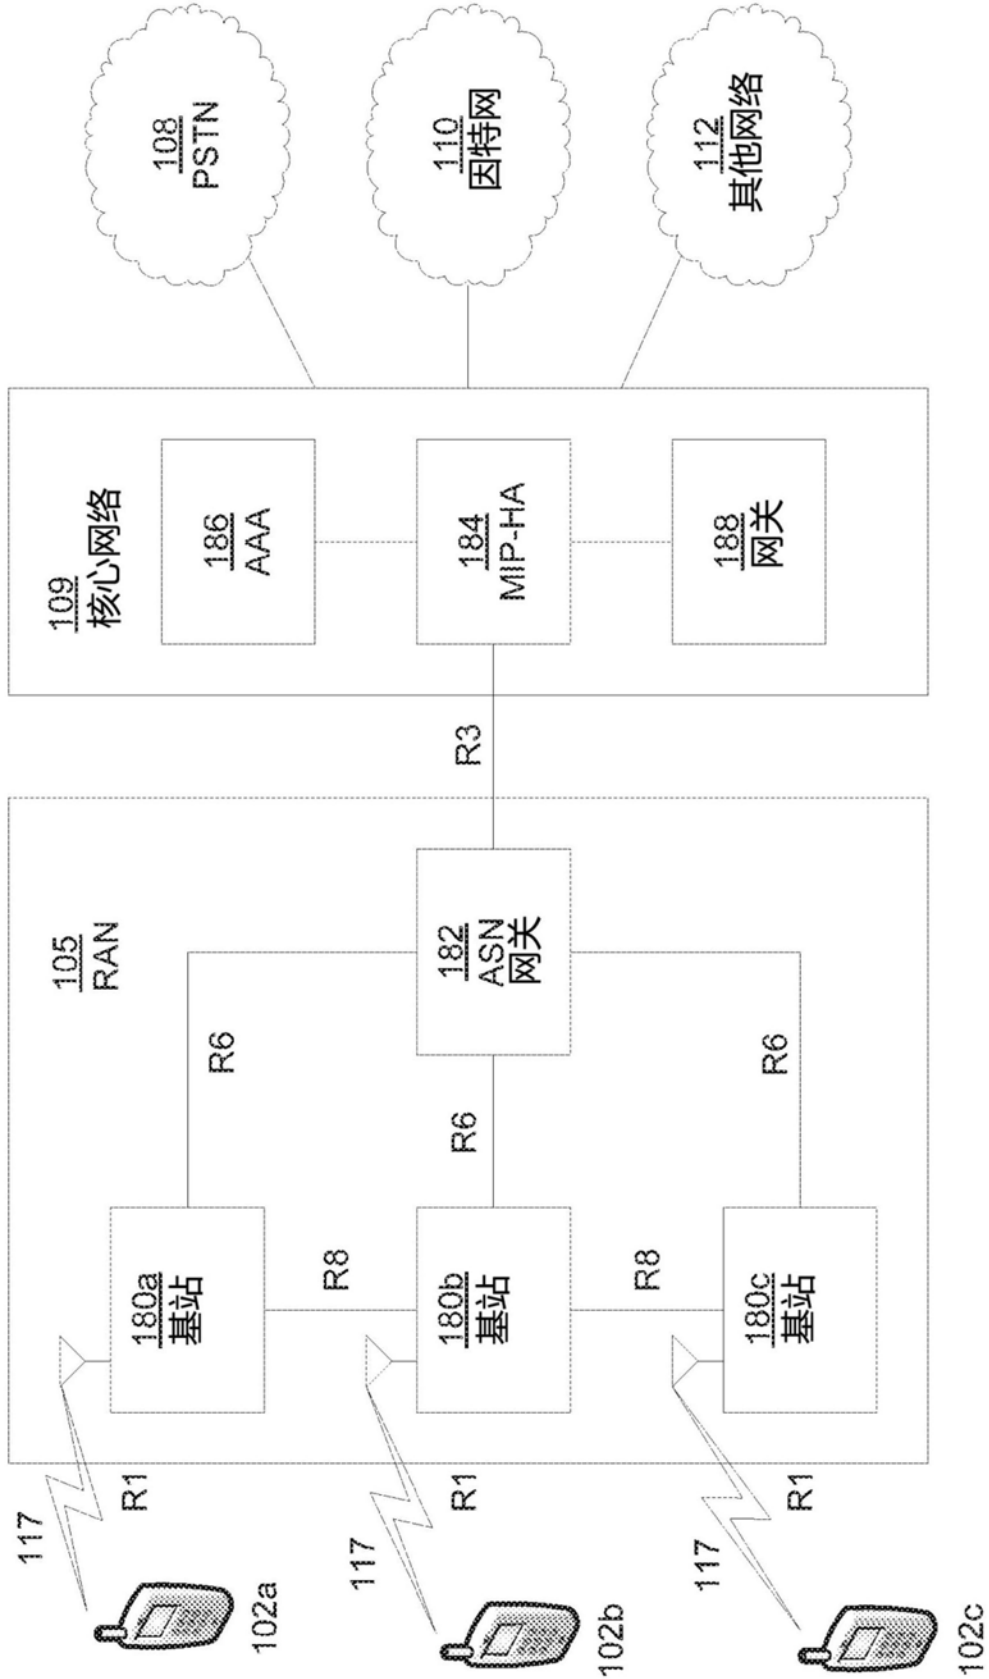 117
102a
R1
117
102b
R1
117
102c
R1
105
RAN
180a
基站
R8
180b
基站
R8
180c
基站
R6
R6
R6
182
ASN
网关
R3
109
核心网络
186
AAA
184
MIP-HA
188
网关
108
PSTN
110
因特网
112
其他网络